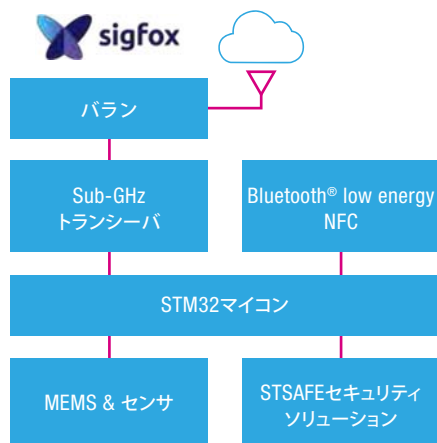 sigfox
バラン
Sub-GHz
トランシーバ
Bluetooth® low energy
NFC
STM32マイコン
MEMS & センサ
STSAFEセキュリティ
ソリューション